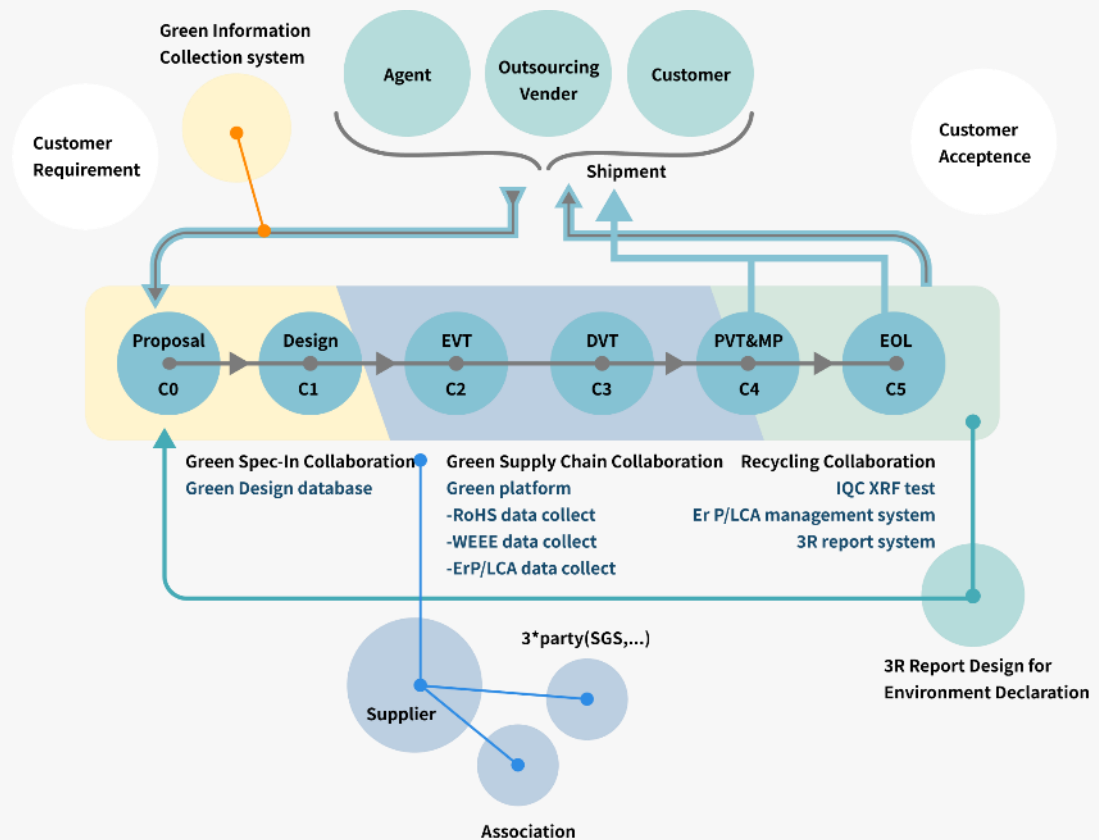 Green Information
Collection system
Agent
Outsourcing
Vender
Customer
Customer
Requirement
Customer
Acceptence
Shipment
Proposal
C0
Design
C1
EVT
C2
DVT
C3
PVT&MP
C4
EOL
C5
Green Spec-In Collaboration
Green Design database
Green Supply Chain Collaboration
Green platform
-RoHS data collect
-WEEE data collect
-ErP/LCA data collect
Recycling Collaboration
IQC XRF test
Er P/LCA management system
3R report system
3*party(SGS,...)
Supplier
Association
3R Report Design for
Environment Declaration